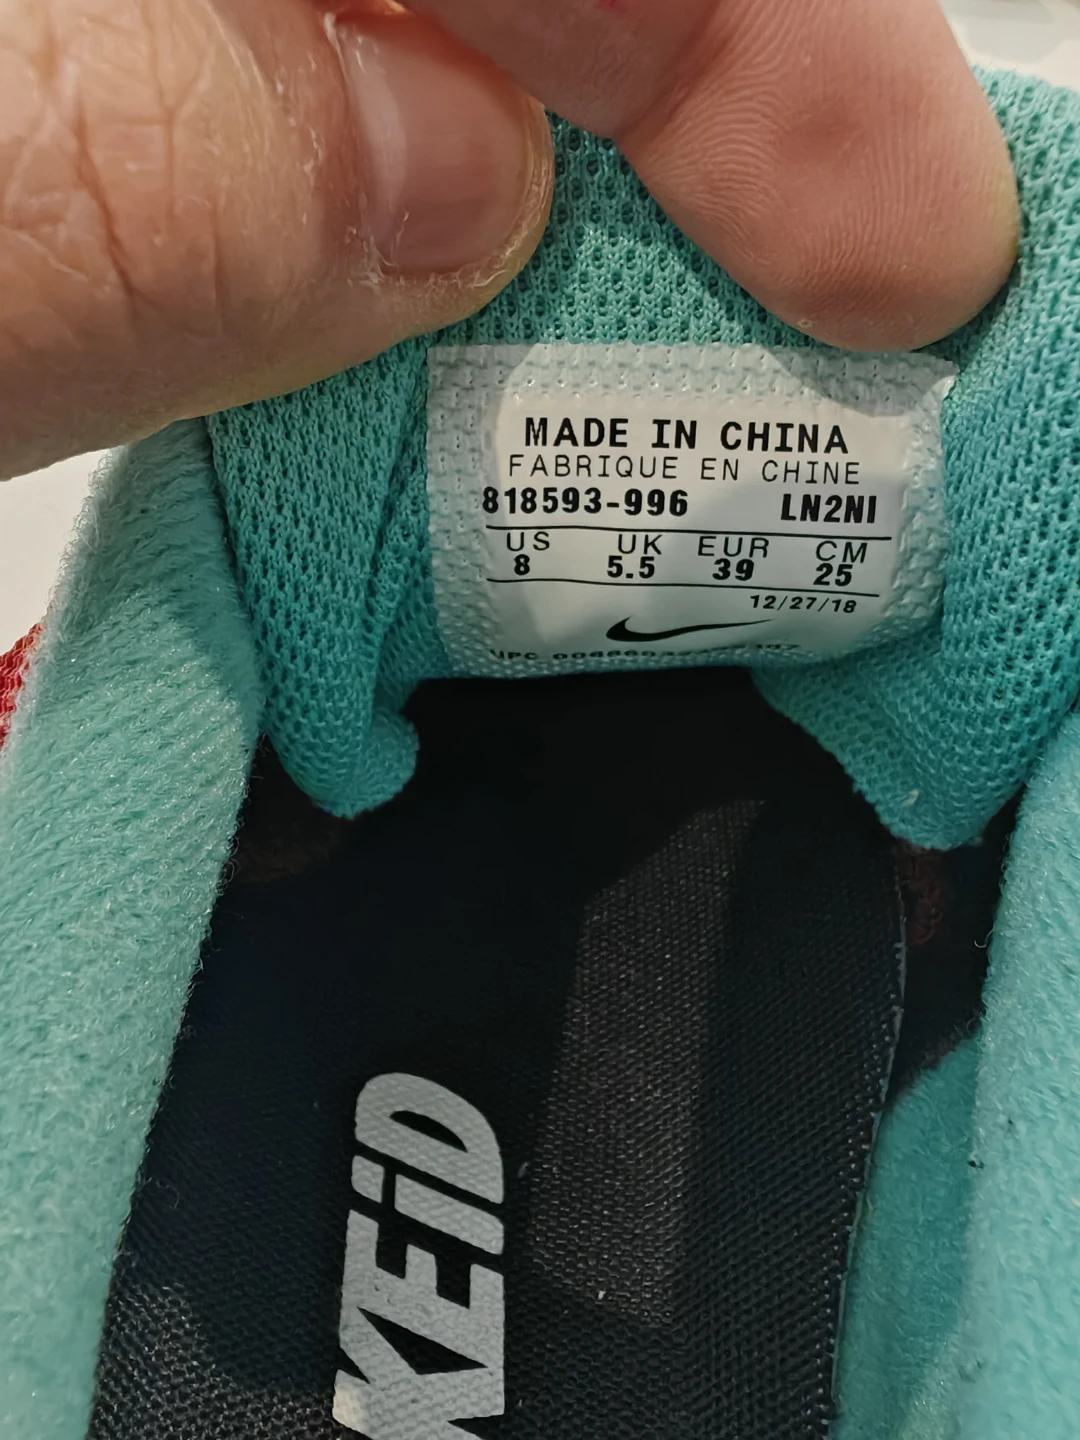 MADE IN CHINA
FABRIQUE EN CHINE
818593-996 LN2NI
US UK EUR CM
8 5.5 39 25
12/27/18
UPC
KEiD